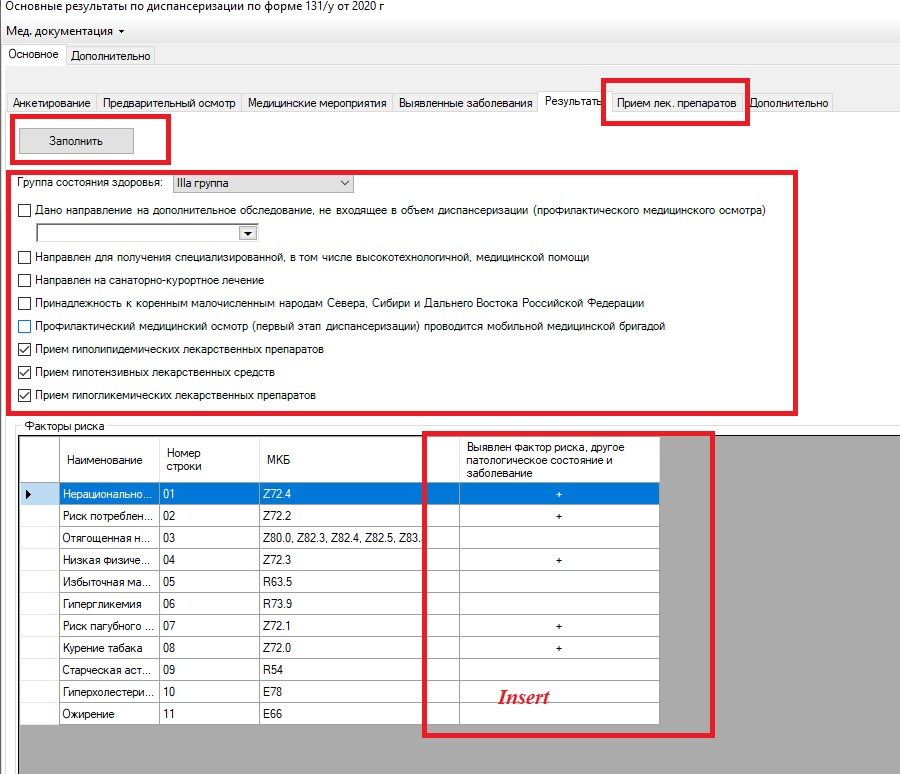 Основные результаты по диспансеризации по форме 131/у от 2020 г
Мед. документация
Основное Дополнительно
Анкетирование Предварительный осмотр Медицинские мероприятия Выявленные заболевания Результаты Прием лек. препаратов Дополнительно
Заполнить
Группа состояния здоровья: IIIа группа
Дано направление на дополнительное обследование, не входящее в объем диспансеризации (профилактического медицинского осмотра)
Направлен для получения специализированной, в том числе высокотехнологичной, медицинской помощи
Направлен на санаторно-курортное лечение
Принадлежность к коренным малочисленным народам Севера, Сибири и Дальнего Востока Российской Федерации
Профилактический медицинский осмотр (первый этап диспансеризации) проводится мобильной медицинской бригадой
Прием гиполипидемических лекарственных препаратов
Прием гипотензивных лекарственных средств
Прием гипогликемических лекарственных препаратов
Факторы риска
Наименование Номер строки МКБ Выявлен фактор риска, другое
патологическое состояние и
заболевание
Нерационально... 01 Z72.4 +
Риск потреблен... 02 Z72.2 +
Отягощенная н... 03 Z80.0, Z82.3, Z82.4, Z82.5, Z83.
Низкая физиче... 04 Z72.3 +
Избыточная ма... 05 R63.5
Гипергликемия 06 R73.9
Риск пагубного ... 07 Z72.1 +
Курение табака 08 Z72.0 +
Старческая аст... 09 R54
Гиперхолестери... 10 E78
Ожирение 11 E66
Insert